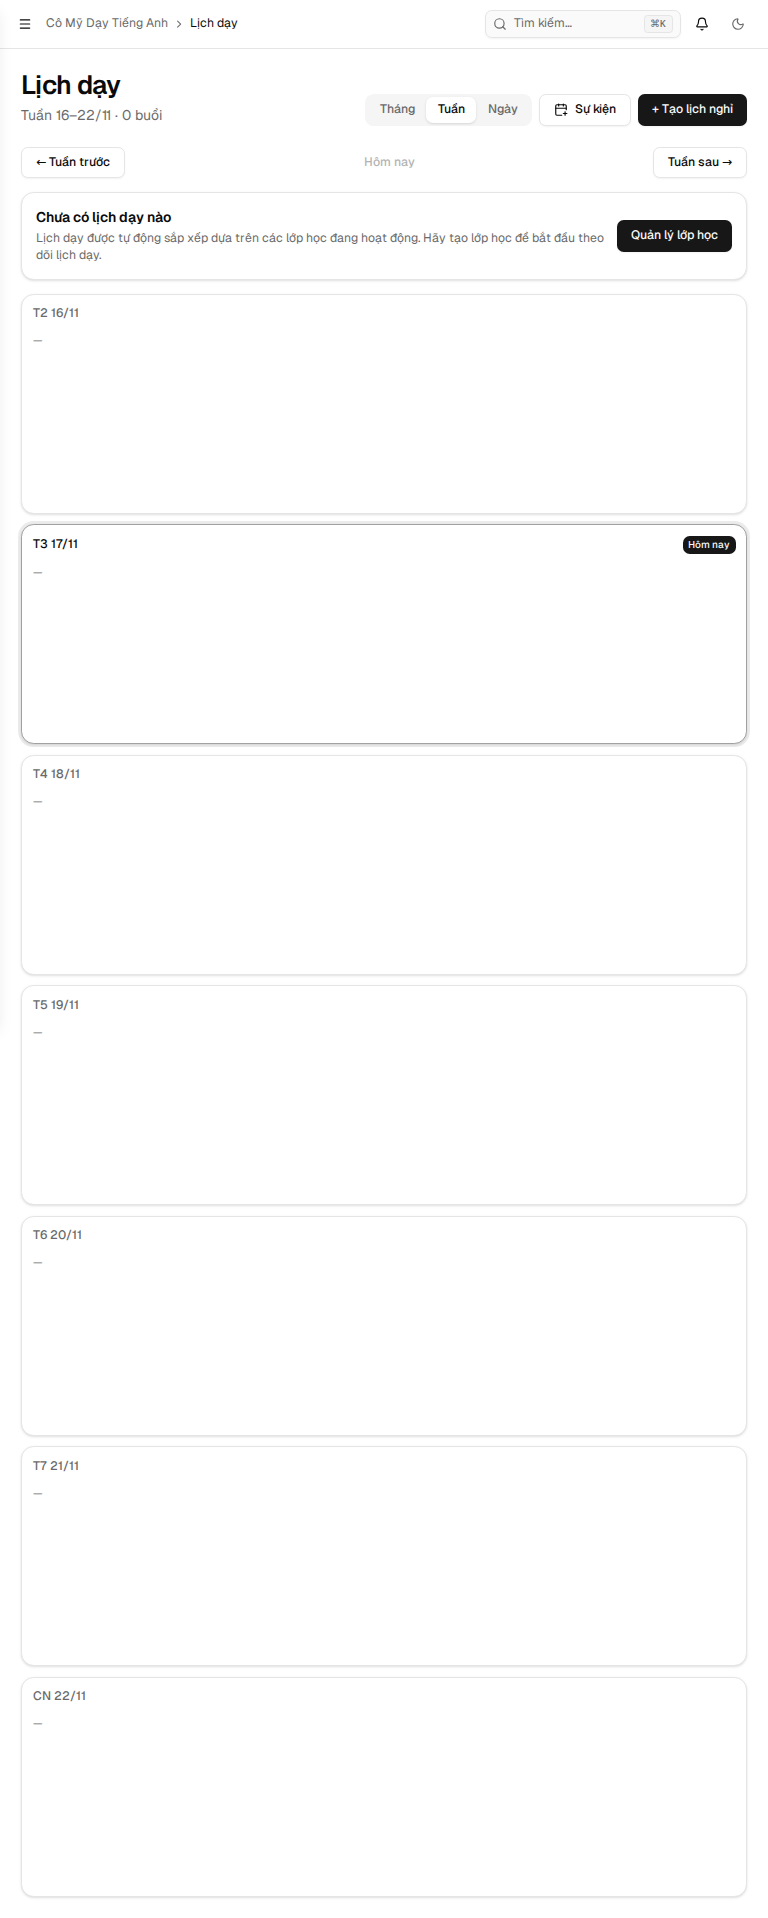 Cô Mỹ Dạy Tiếng Anh > Lịch dạy
Tìm kiếm... ⌘K
Lịch dạy
Tuần 16–22/11 · 0 buổi
Tháng Tuần Ngày Sự kiện + Tạo lịch nghỉ
← Tuần trước Hôm nay Tuần sau →
Chưa có lịch dạy nào
Lịch dạy được tự động sắp xếp dựa trên các lớp học đang hoạt động. Hãy tạo lớp học để bắt đầu theo
dõi lịch dạy.
Quản lý lớp học
T2 16/11
—
T3 17/11 Hôm nay
—
T4 18/11
—
T5 19/11
—
T6 20/11
—
T7 21/11
—
CN 22/11
—